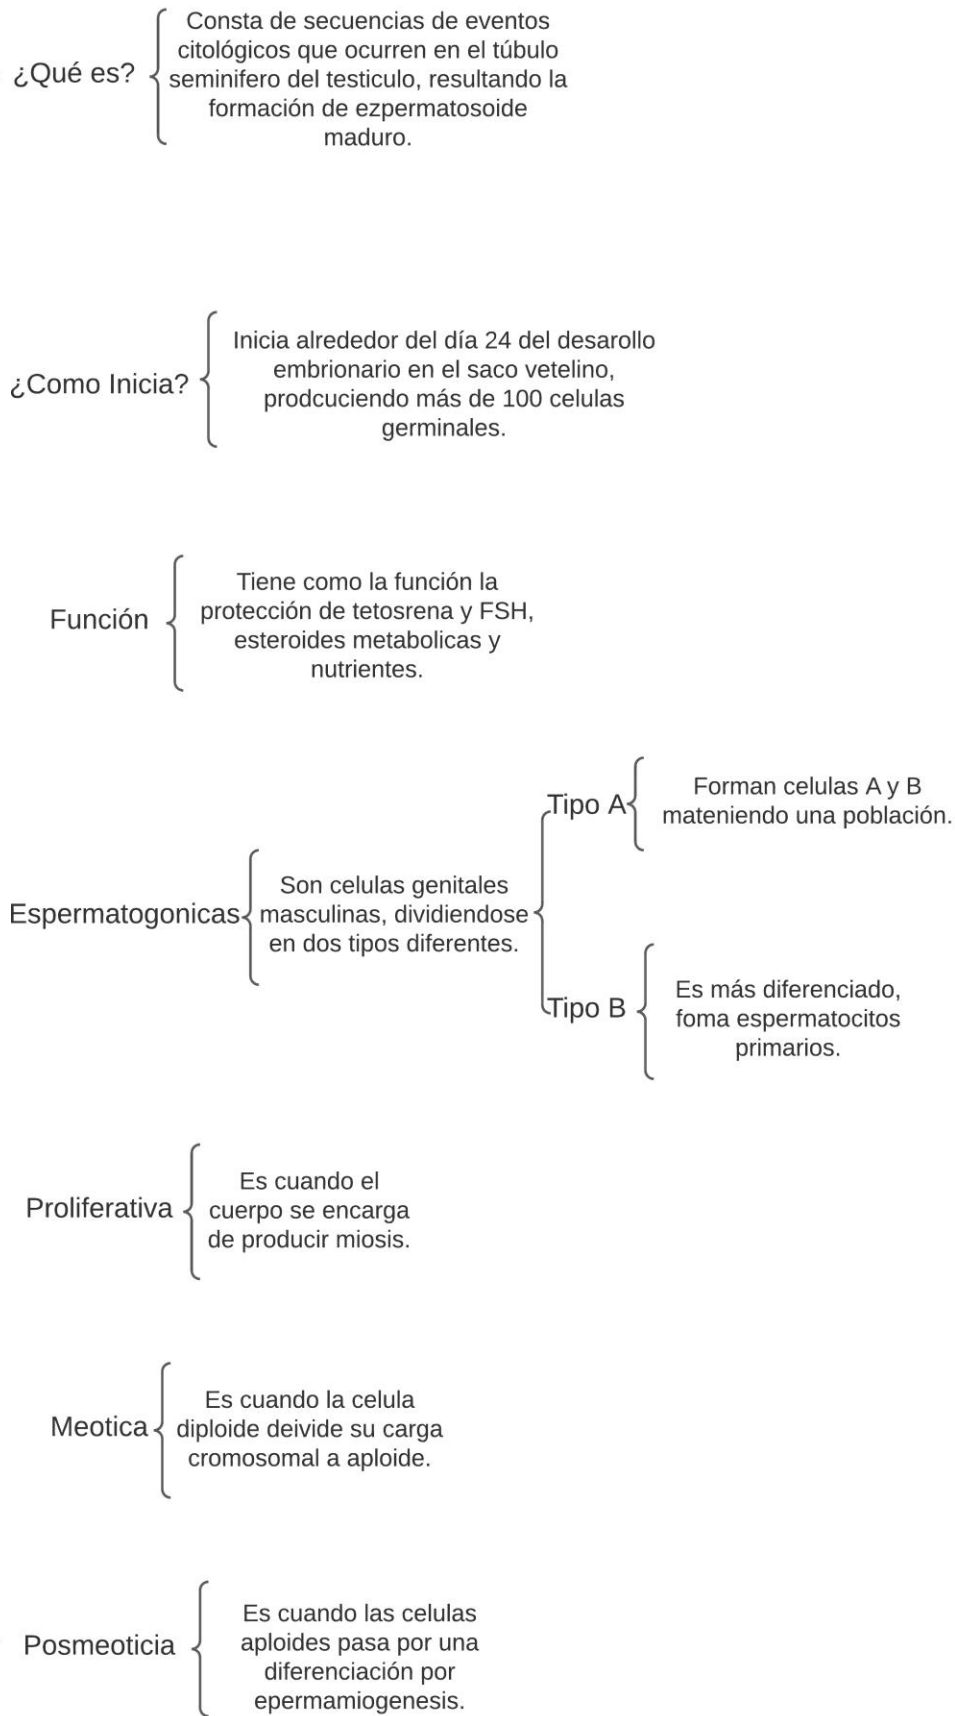 ¿Qué es?
Consta de secuencias de eventos
citológicos que ocurren en el túbulo
seminifero del testiculo, resultando la
formación de ezpermatosoide
maduro.
¿Como Inicia?
Inicia alrededor del día 24 del desarollo
embrionario en el saco vetelino,
prodcuciendo más de 100 celulas
germinales.
Función
Tiene como la función la
protección de tetosrena y FSH,
esteroides metabolicas y
nutrientes.
Espermatogonicas
Son celulas genitales
masculinas, dividiendose
en dos tipos diferentes.
Tipo A
Forman celulas A y B
mateniendo una población.
Tipo B
Es más diferenciado,
foma espermatocitos
primarios.
Proliferativa
Es cuando el
cuerpo se encarga
de producir miosis.
Meotica
Es cuando la celula
diploide deivide su carga
cromosomal a aploide.
Posmeoticia
Es cuando las celulas
aploides pasa por una
diferenciación por
epermamiogenesis.